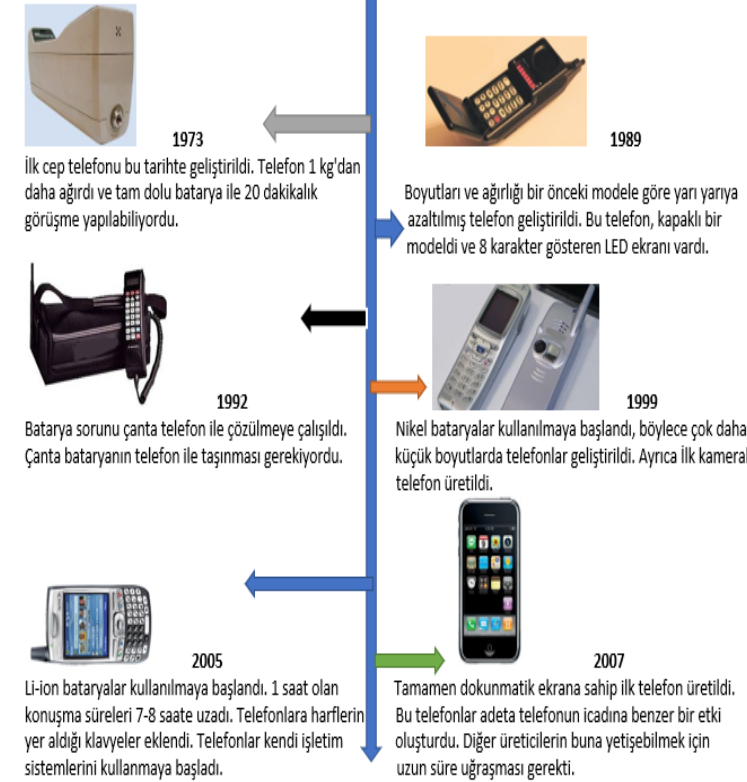 1973
İlk cep telefonu bu tarihte geliştirildi. Telefon 1 kg'dan
daha ağırdı ve tam dolu batarya ile 20 dakikalık
görüşme yapılabiliyordu.
1989
Boyutları ve ağırlığı bir önceki modele göre yarı yarıya
azaltılmış telefon geliştirildi. Bu telefon, kapaklı bir
modeldi ve 8 karakter gösteren LED ekranı vardı.
1992
Batarya sorunu çanta telefon ile çözülmeye çalışıldı.
Çanta bataryanın telefon ile taşınması gerekiyordu.
1999
Nikel bataryalar kullanılmaya başlandı, böylece çok daha
küçük boyutlarda telefonlar geliştirildi. Ayrıca İlk kameral
telefon üretildi.
2005
Li-ion bataryalar kullanılmaya başlandı. 1 saat olan
konuşma süreleri 7-8 saate uzadı. Telefonlara harflerin
yer aldığı klavyeler eklendi. Telefonlar kendi işletim
sistemlerini kullanmaya başladı.
2007
Tamamen dokunmatik ekrana sahip ilk telefon üretildi.
Bu telefonlar adeta telefonun icadına benzer bir etki
oluşturdu. Diğer üreticilerin buna yetişebilmek için
uzun süre uğraşması gerekti.